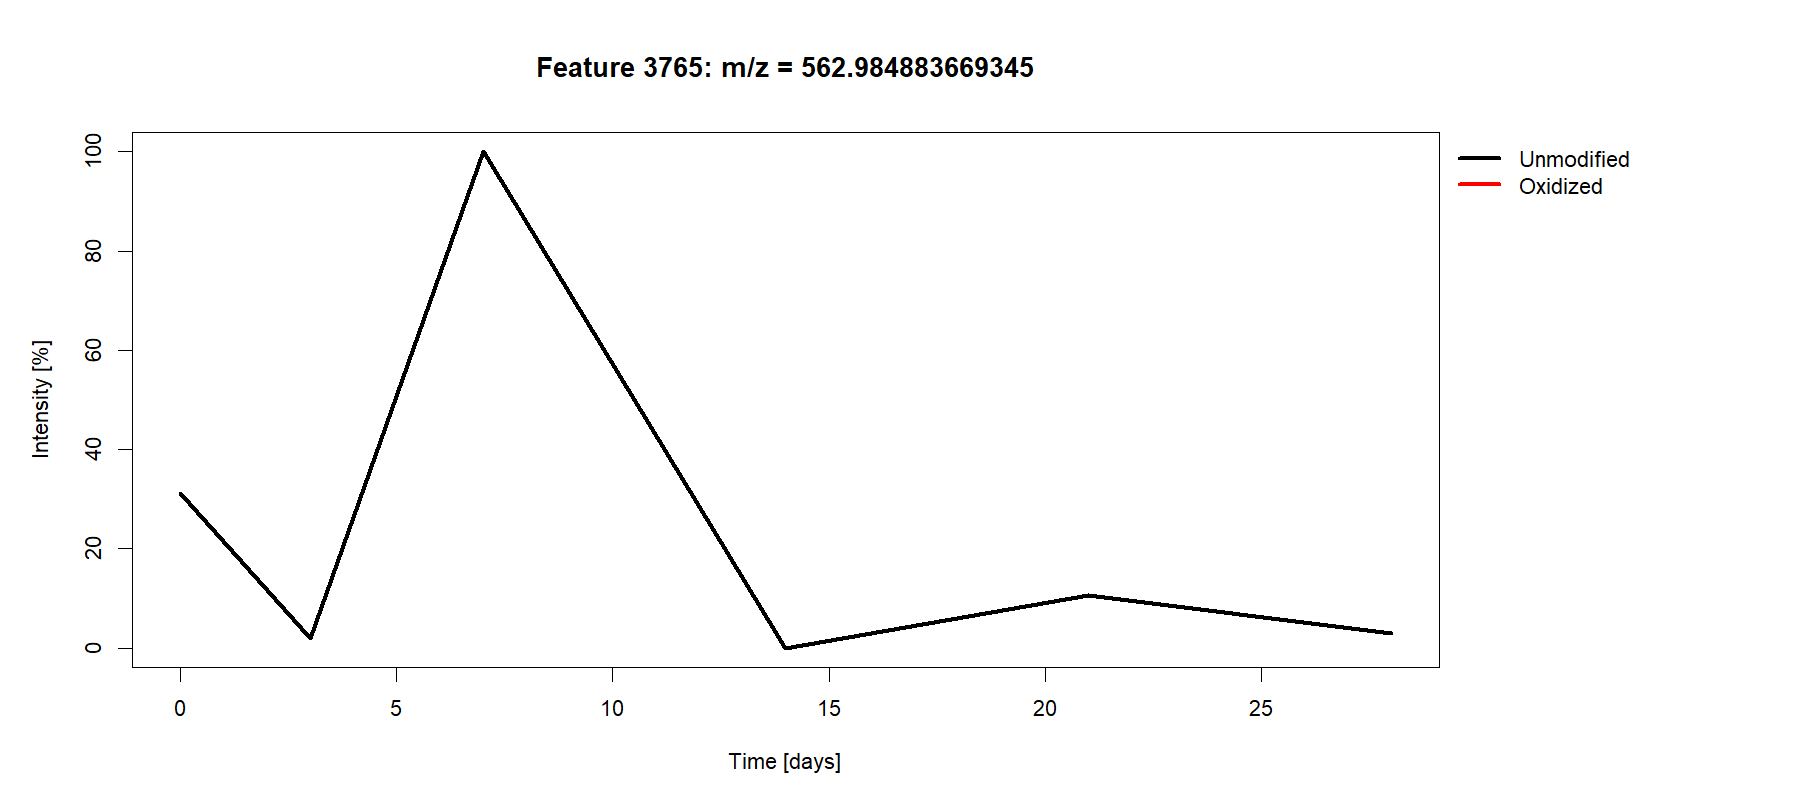 Feature 3765: m/z = 562.984883669345
Unmodified
Oxidized
Intensity [%]
100
80
60
40
20
0
0 5 10 15 20 25
Time [days]